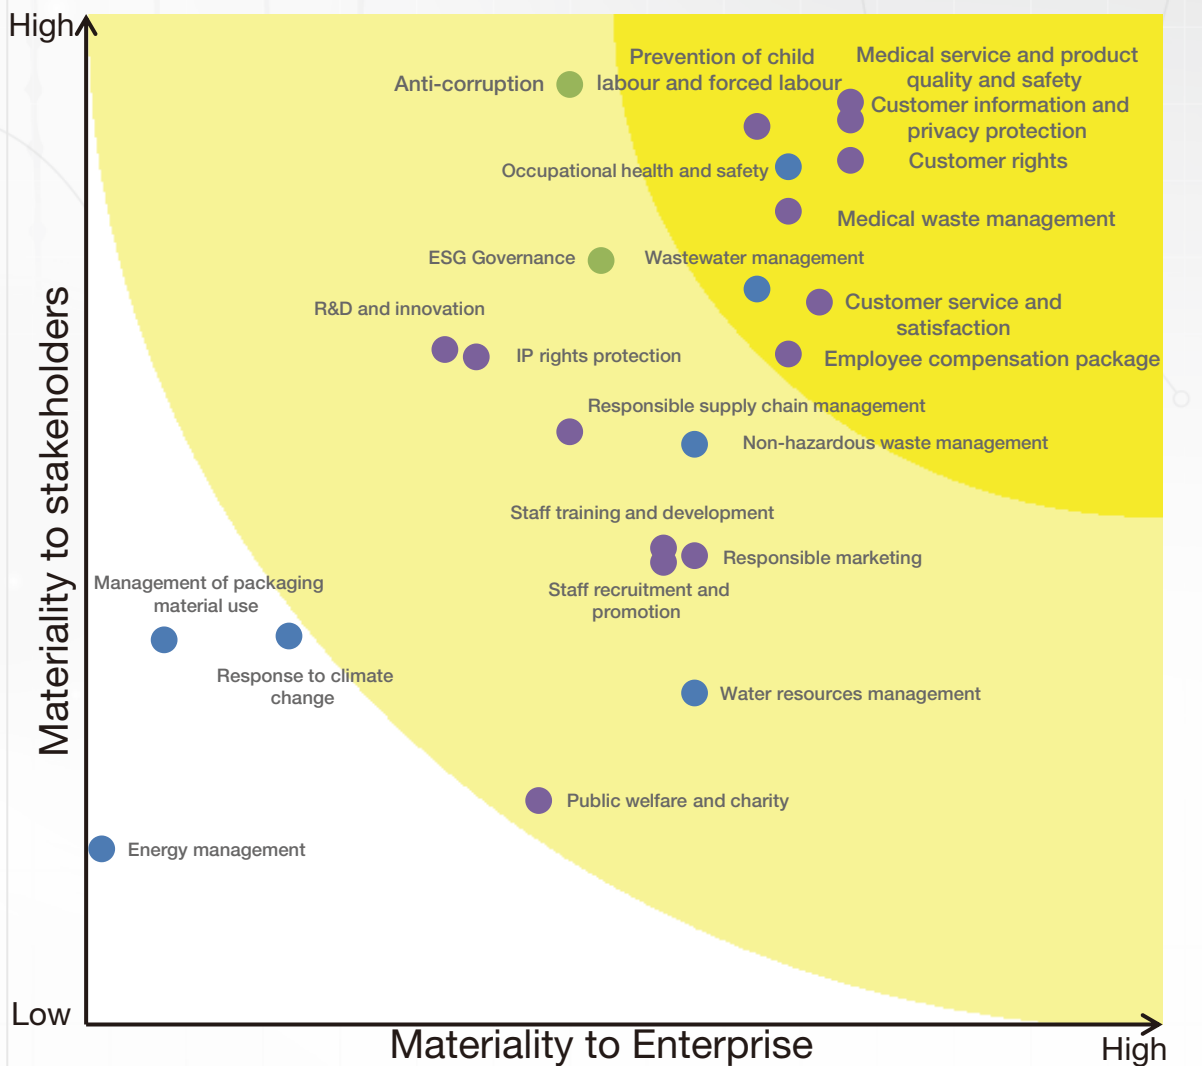 High
Prevention of child
labour and forced labour
Medical service and product
quality and safety
Anti-corruption
Customer information and
privacy protection
Customer rights
Occupational health and safety
Medical waste management
ESG Governance
Wastewater management
R&D and innovation
Customer service and
satisfaction
IP rights protection
Employee compensation package
Responsible supply chain management
Non-hazardous waste management
Staff training and development
Responsible marketing
Staff recruitment and
promotion
Management of packaging
material use
Response to climate
change
Water resources management
Public welfare and charity
Energy management
Materiality to stakeholders
Low
Materiality to Enterprise
High